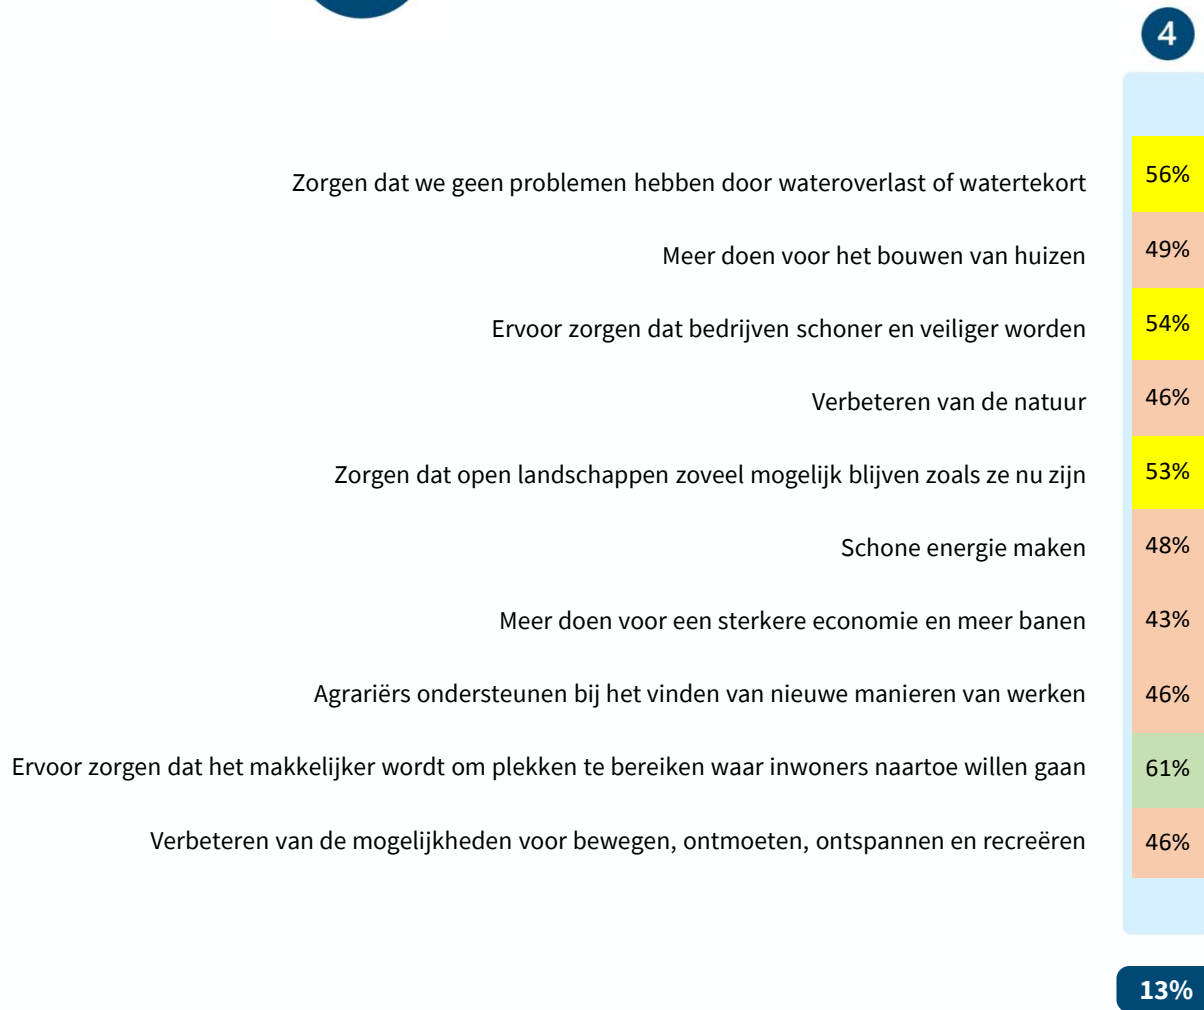 4
Zorgen dat we geen problemen hebben door wateroverlast of watertekort 56%
Meer doen voor het bouwen van huizen 49%
Ervoor zorgen dat bedrijven schoner en veiliger worden 54%
Verbeteren van de natuur 46%
Zorgen dat open landschappen zoveel mogelijk blijven zoals ze nu zijn 53%
Schone energie maken 48%
Meer doen voor een sterkere economie en meer banen 43%
Agrariërs ondersteunen bij het vinden van nieuwe manieren van werken 46%
Ervoor zorgen dat het makkelijker wordt om plekken te bereiken waar inwoners naartoe willen gaan 61%
Verbeteren van de mogelijkheden voor bewegen, ontmoeten, ontspannen en recreëren 46%
13%